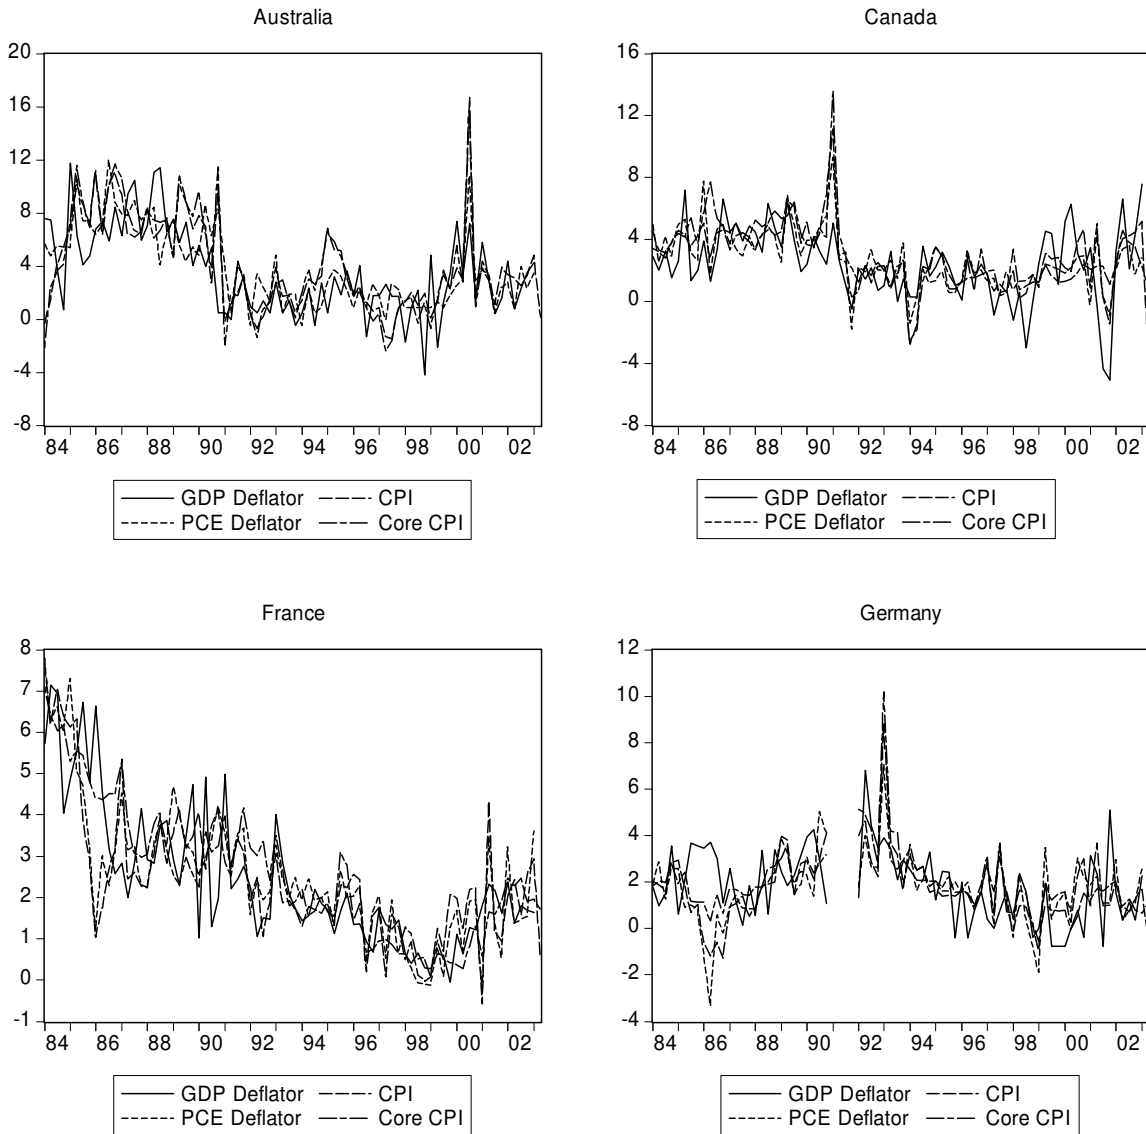 Australia
20
16
12
8
4
0
-4
-8
84 86 88 90 92 94 96 98 00 02
GDP Deflator CPI
PCE Deflator Core CPI
Canada
16
12
8
4
0
-4
-8
84 86 88 90 92 94 96 98 00 02
GDP Deflator CPI
PCE Deflator Core CPI
France
8
7
6
5
4
3
2
1
0
-1
84 86 88 90 92 94 96 98 00 02
GDP Deflator CPI
PCE Deflator Core CPI
Germany
12
10
8
6
4
2
0
-2
-4
84 86 88 90 92 94 96 98 00 02
GDP Deflator CPI
PCE Deflator Core CPI